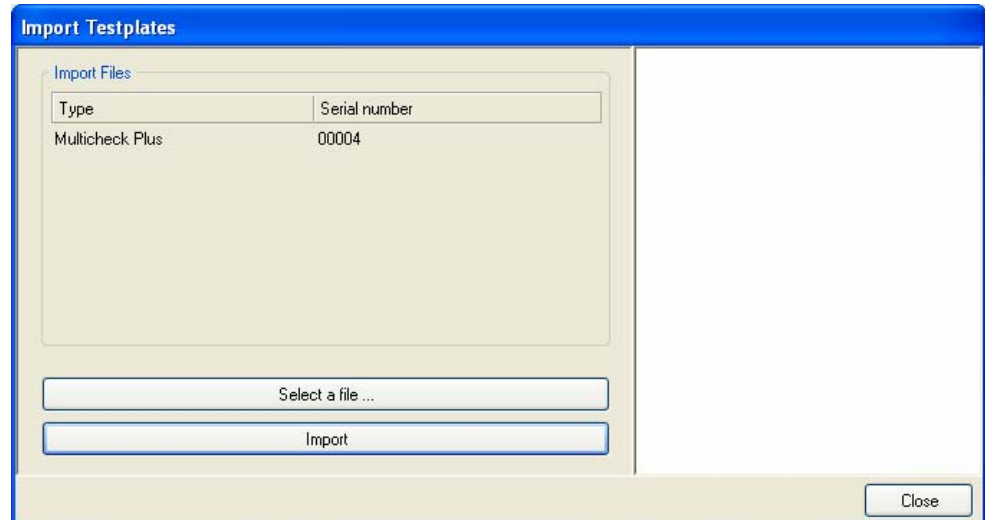 Import Testplates
Import Files
Type Serial number
Multicheck Plus 00004
Select a file ...
Import
Close